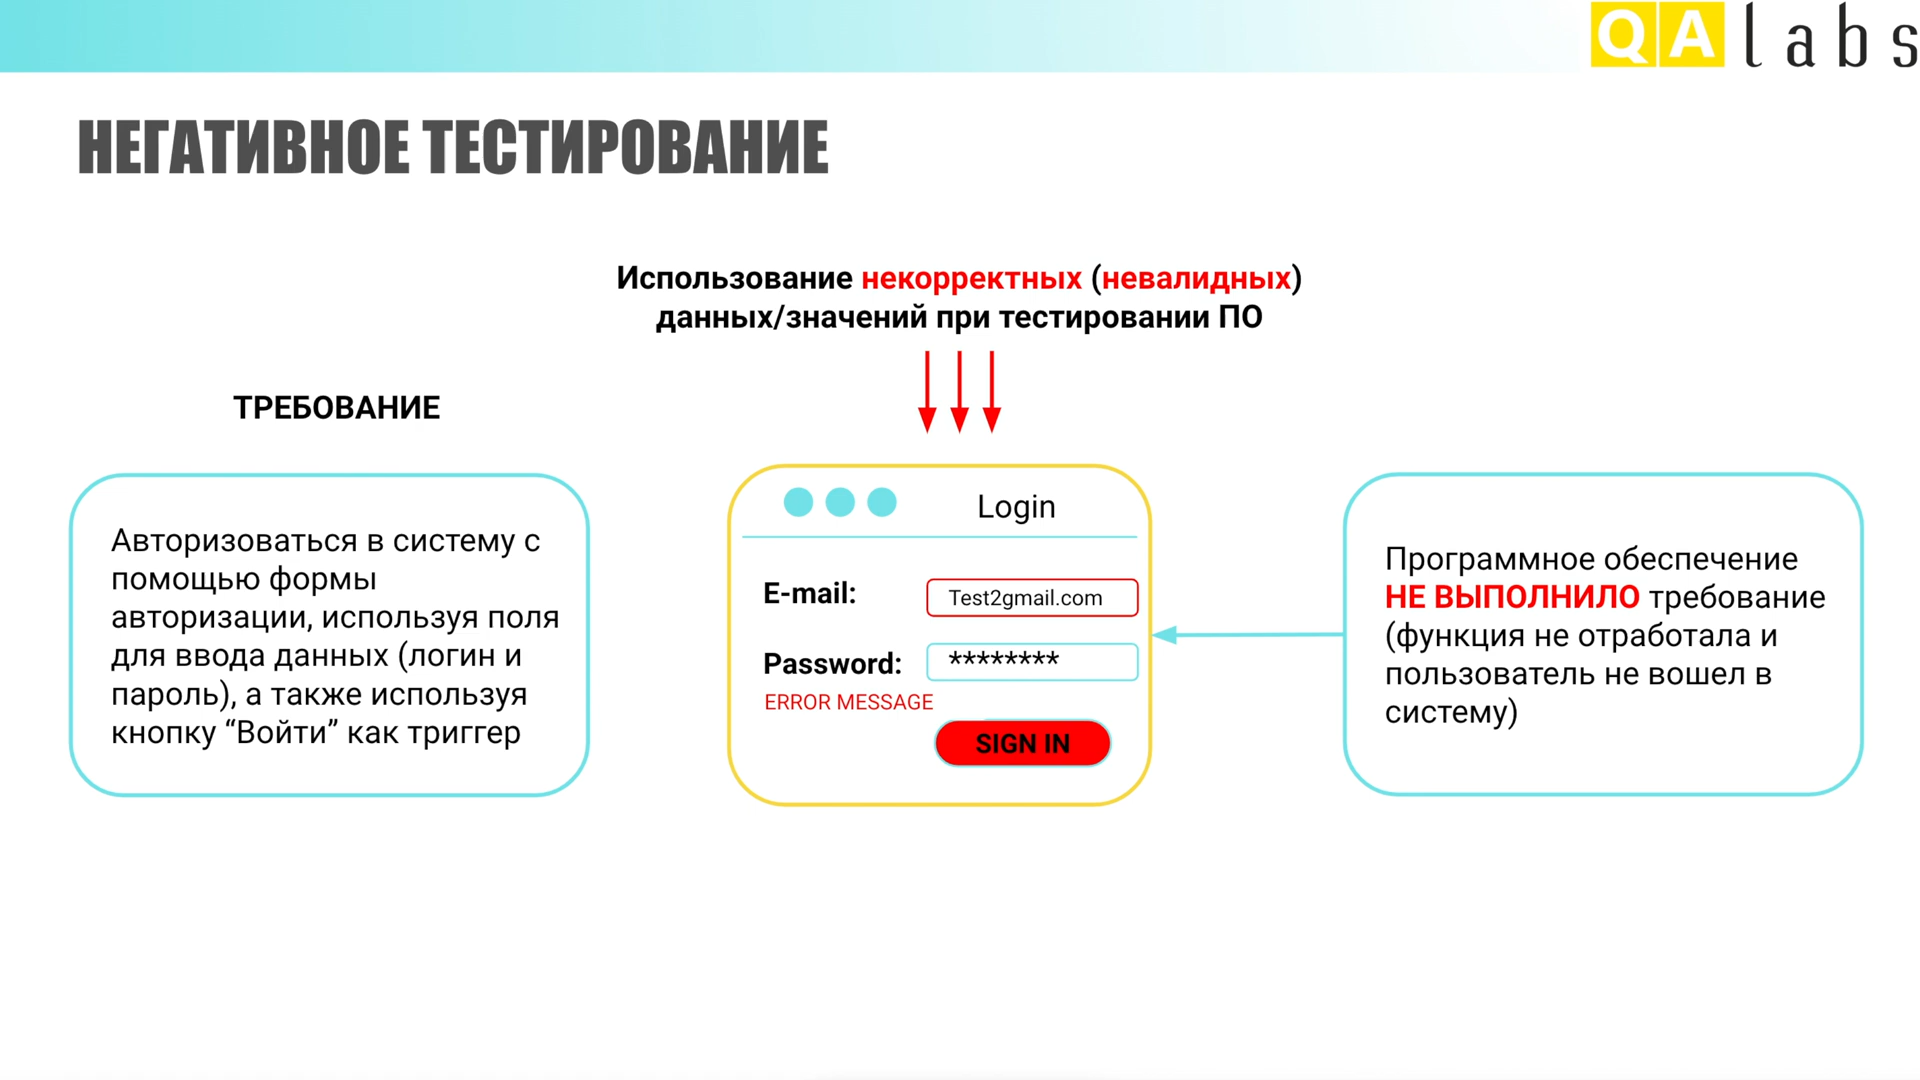 QA labs
НЕГАТИВНОЕ ТЕСТИРОВАНИЕ
Использование некорректных (невалидных)
данных/значений при тестировании ПО
ТРЕБОВАНИЕ
Авторизоваться в систему с
помощью формы
авторизации, используя поля
для ввода данных (логин и
пароль), а также используя
кнопку “Войти” как триггер
Login
E-mail:
Test2gmail.com
Password:
********
ERROR MESSAGE
SIGN IN
Программное обеспечение
НЕ ВЫПОЛНИЛО требование
(функция не отработала и
пользователь не вошел в
систему)